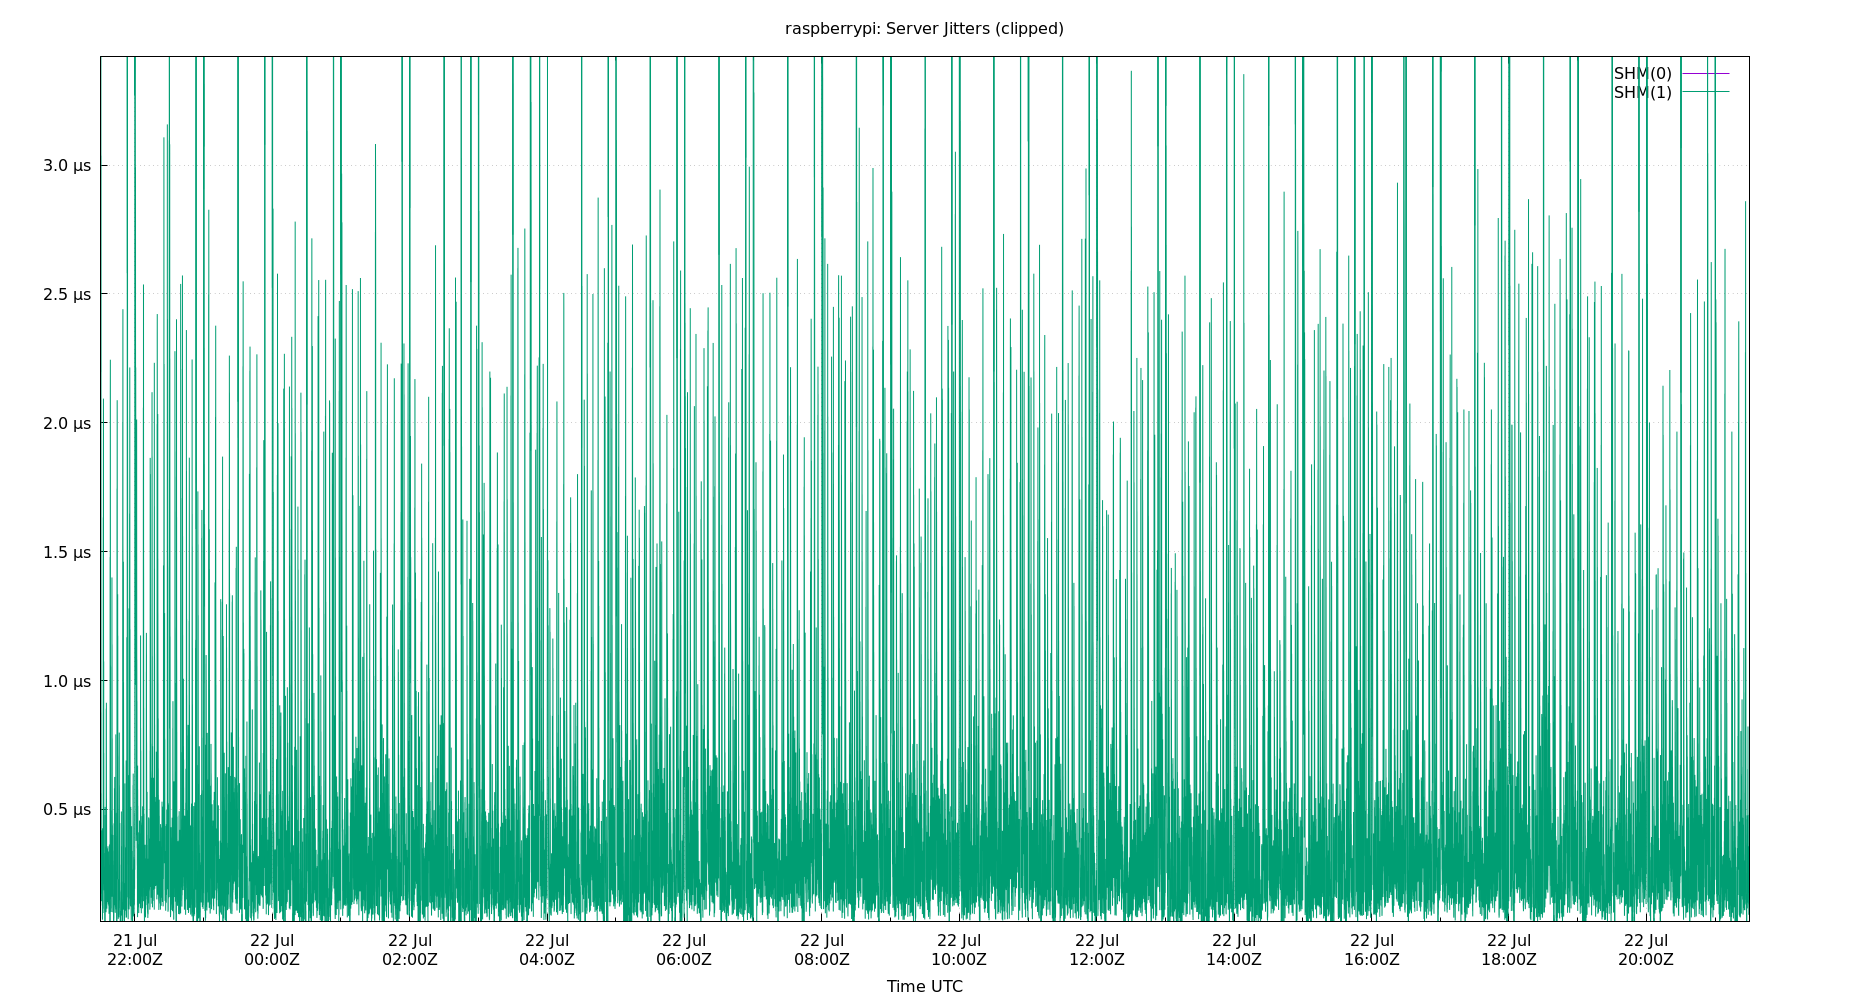 raspberrypi: Server Jitters (clipped)
SHM(0)
SHM(1)
3.0 µs
2.5 µs
2.0 µs
1.5 µs
1.0 µs
0.5 µs
21 Jul 22 Jul 22 Jul 22 Jul 22 Jul 22 Jul 22 Jul 22 Jul 22 Jul 22 Jul 22 Jul 22 Jul
22:00Z 00:00Z 02:00Z 04:00Z 06:00Z 08:00Z 10:00Z 12:00Z 14:00Z 16:00Z 18:00Z 20:00Z
Time UTC